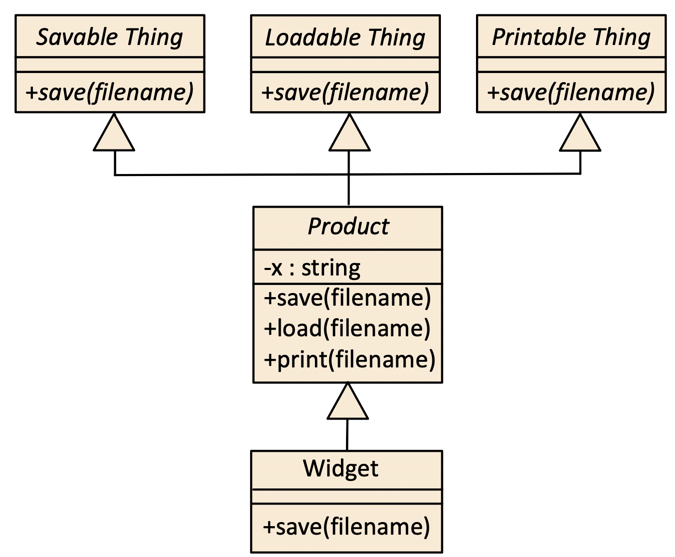 Savable Thing
+save(filename)
Loadable Thing
+save(filename)
Printable Thing
+save(filename)
Product
-x : string
+save(filename)
+load(filename)
+print(filename)
Widget
+save(filename)